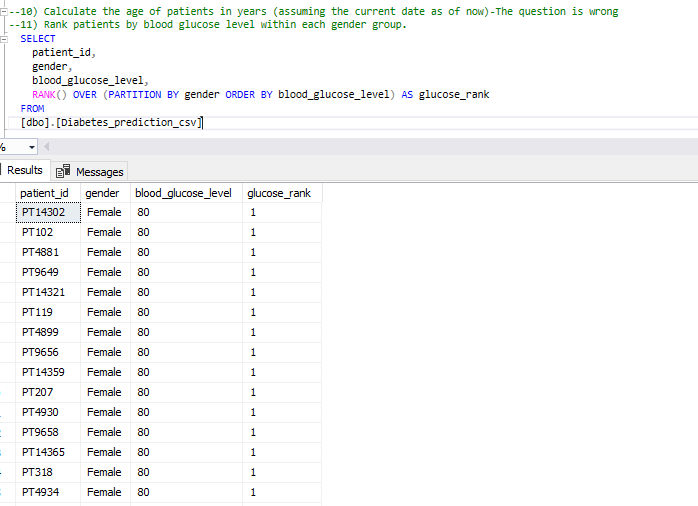 --10) Calculate the age of patients in years (assuming the current date as of now)-The question is wrong
--11) Rank patients by blood glucose level within each gender group.
SELECT
patient_id,
gender,
blood_glucose_level,
RANK() OVER (PARTITION BY gender ORDER BY blood_glucose_level) AS glucose_rank
FROM
[dbo].[Diabetes_prediction_csv]
%
Results Messages
patient_id gender blood_glucose_level glucose_rank
PT14302 Female 80 1
PT102 Female 80 1
PT4881 Female 80 1
PT9649 Female 80 1
PT14321 Female 80 1
PT119 Female 80 1
PT4899 Female 80 1
PT9656 Female 80 1
PT14359 Female 80 1
PT207 Female 80 1
PT4930 Female 80 1
PT9658 Female 80 1
PT14365 Female 80 1
PT318 Female 80 1
PT4934 Female 80 1